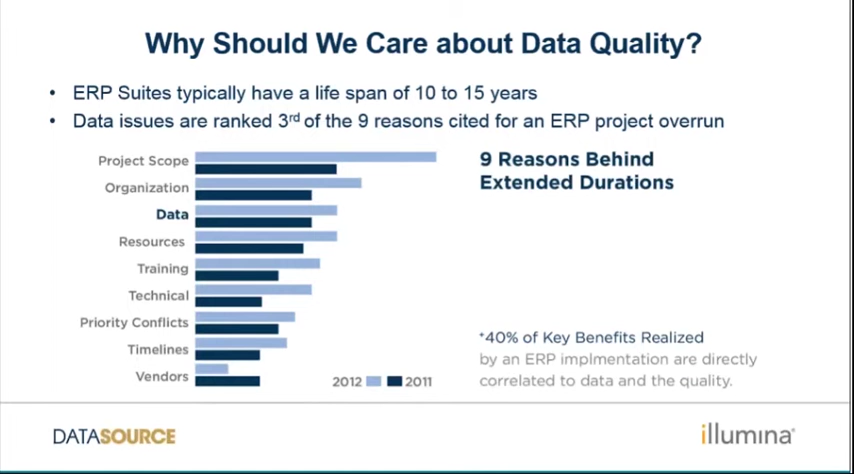 Why Should We Care about Data Quality?
• ERP Suites typically have a life span of 10 to 15 years
• Data issues are ranked 3rd of the 9 reasons cited for an ERP project overrun
Project Scope
Organization
Data
Resources
Training
Technical
Priority Conflicts
Timelines
Vendors
2012 2011
9 Reasons Behind
Extended Durations
*40% of Key Benefits Realized
by an ERP implmentation are directly
correlated to data and the quality.
DATASOURCE
illumina®